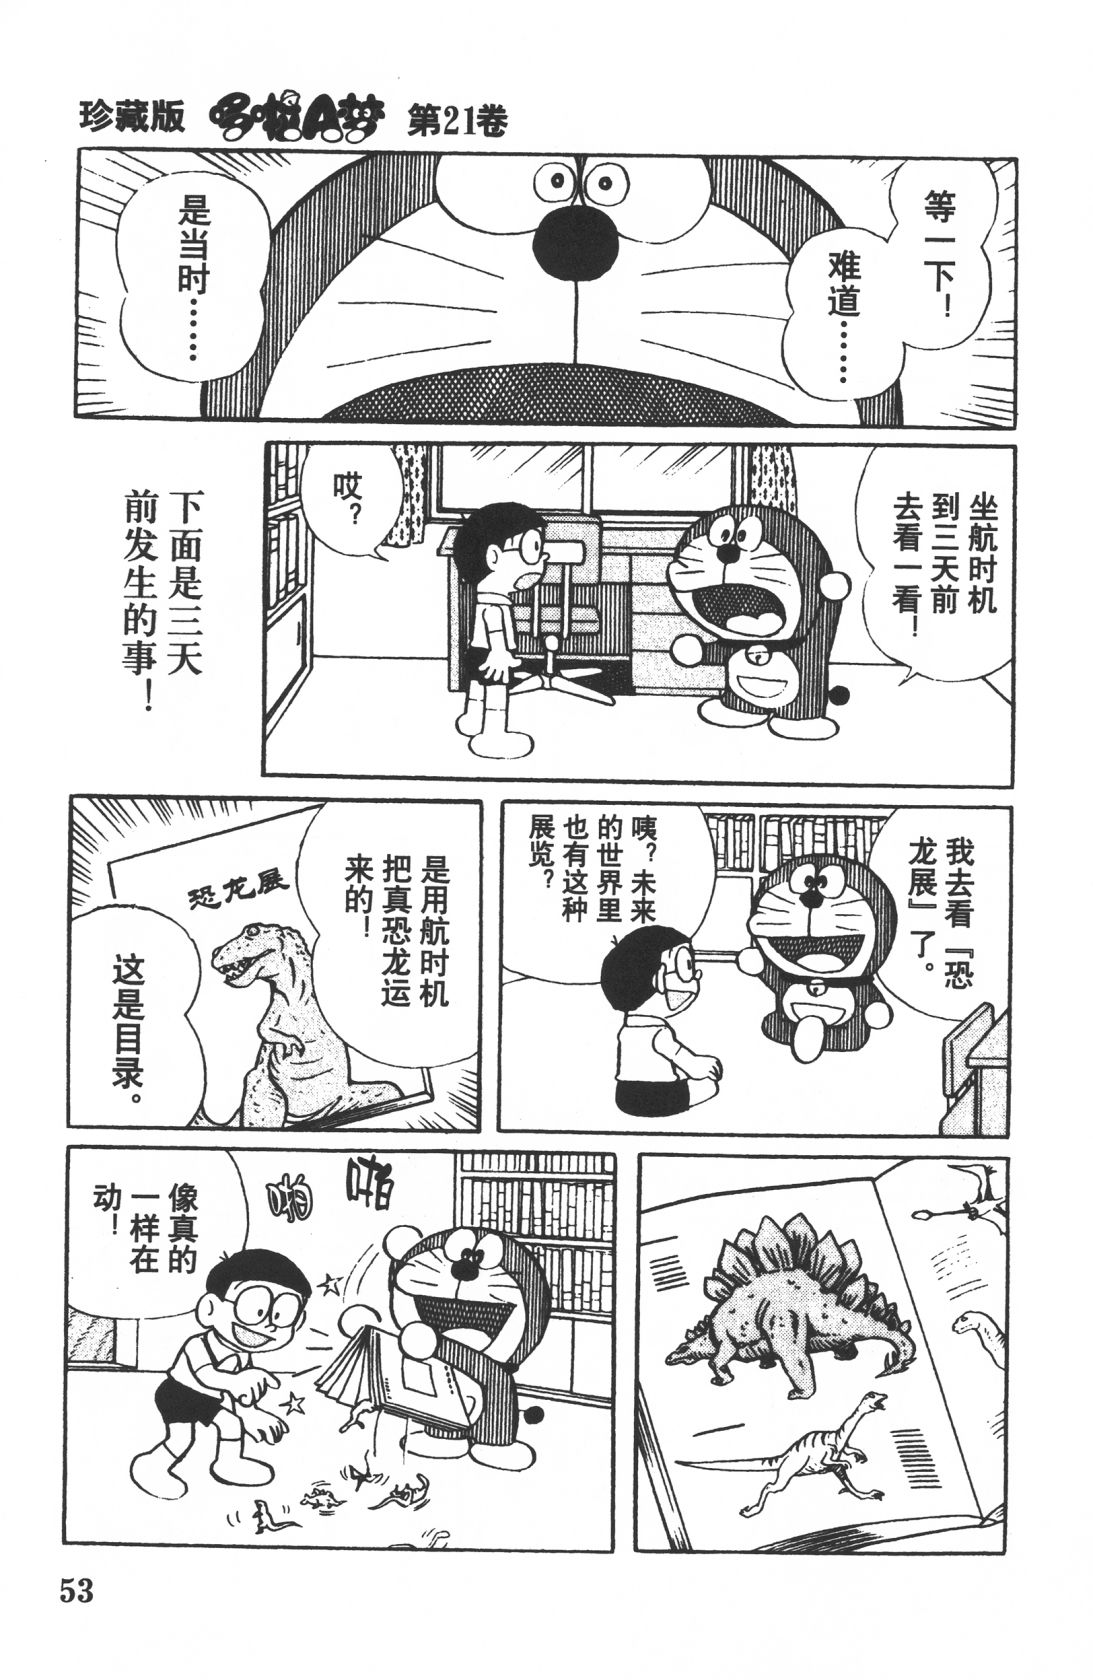 珍藏版 哆啦A梦 第21卷
等一下！
难道……
是当时……
坐航时机
到三天前
去看一看！
哎？
下面是三天
前发生的事！
我去看『恐
龙展』了。
咦？未来
的世界里
也有这种
展览？
是用航时机
把真恐龙运
来的！
恐龙展
这是目录。
啪
啪
像真的
一样在
动！
53